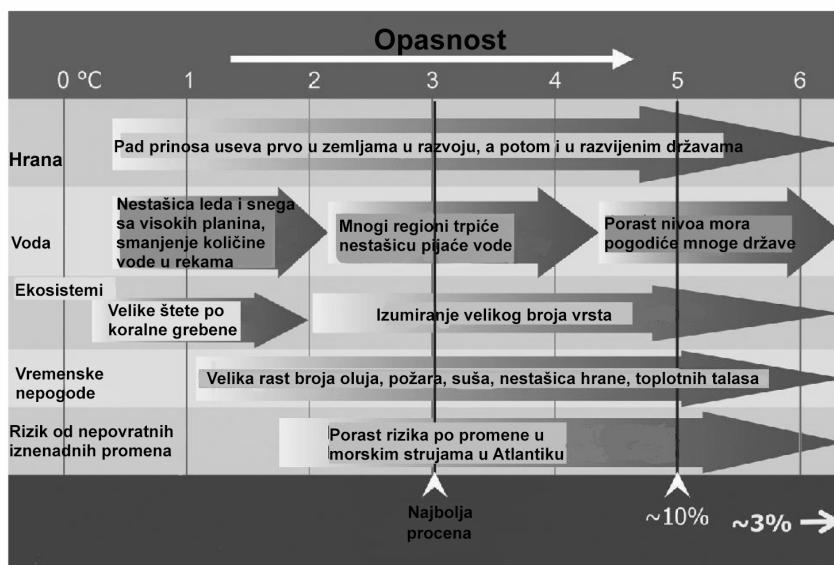 Opasnost
0 °C 1 2 3 4 5 6
Hrana
Pad prinosa useva prvo u zemljama u razvoju, a potom i u razvijenim državama
Voda
Nestašica leda i snega
sa visokih planina,
smanjenje količine
vode u rekama
Mnogi regioni trpiće
nestašicu pijaće vode
Porast nivoa mora
pogodiće mnoge države
Ekosistemi
Velike štete po
koralne grebene
Izumiranje velikog broja vrsta
Vremenske
nepogode
Velika rast broja oluja, požara, suša, nestašica hrane, toplotnih talasa
Rizik od nepovratnih
iznenadnih promena
Porast rizika po promene u
morskim strujama u Atlantiku
Najbolja
procena
~10%
~3%